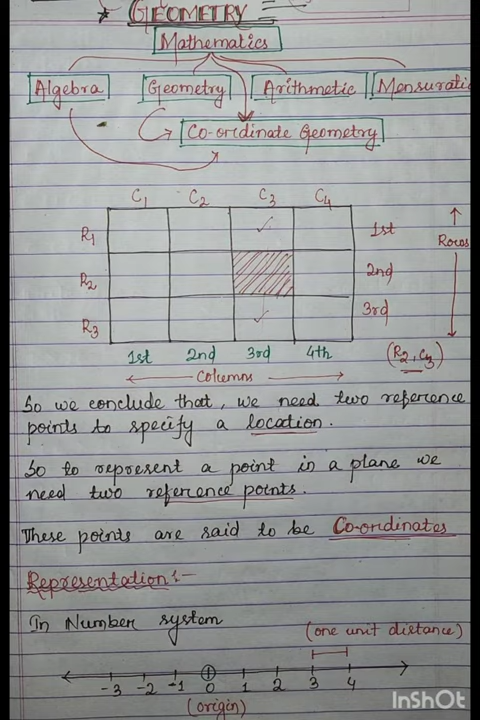 * GEOMETRY
Mathematics
Algebra Geometry Arithmetic Mensuratio
Co-ordinate Geometry
C1 C2 C3 C4
R1 1st
Rows
R2 2nd
R3 3rd
1st 2nd 3rd 4th (R2, C3)
Columns
So we conclude that, we need two reference
points to specify a location.
So to represent a point in a plane we
need two reference points.
These points are said to be Co-ordinates
Representation:-
In Number system
(one unit distance)
-3 -2 -1 0 1 2 3 4
(origin)
InShOt